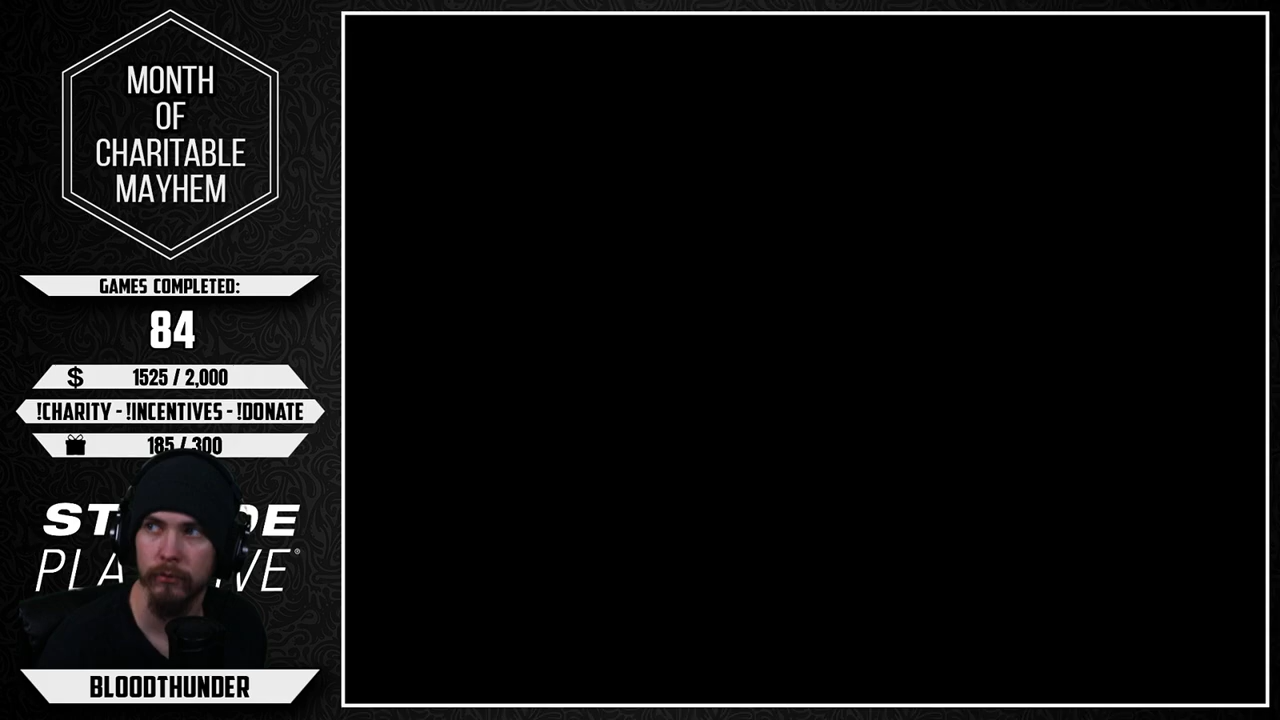 MONTH
OF
CHARITABLE
MAYHEM
GAMES COMPLETED:
84
$ 1525 / 2,000
!CHARITY - !INCENTIVES - !DONATE
185 / 300
BLOODTHUNDER